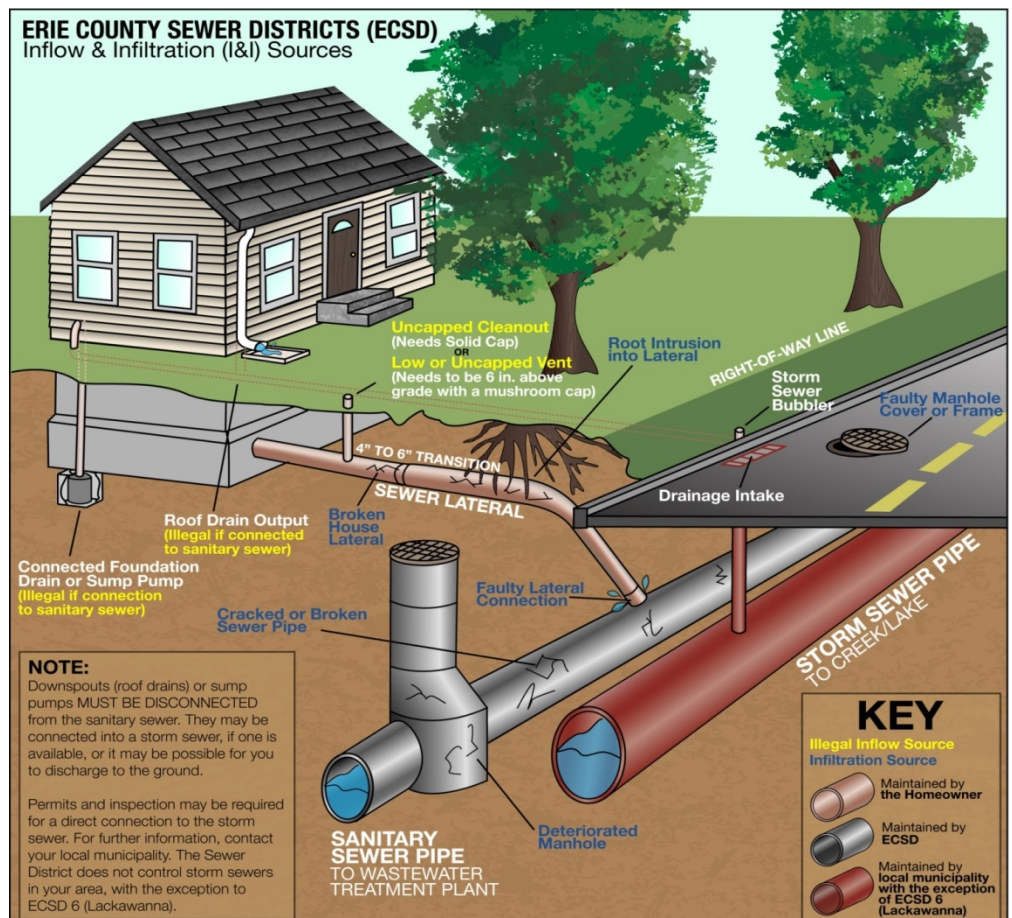 ERIE COUNTY SEWER DISTRICTS (ECSD)
Inflow & Infiltration (I&I) Sources
Uncapped Cleanout
(Needs Solid Cap)
OR
Low or Uncapped Vent
(Needs to be 6 in. above
grade with a mushroom cap)
Root Intrusion
into Lateral
RIGHT-OF-WAY LINE
Storm
Sewer
Bubbler
Faulty Manhole
Cover or Frame
4" TO 6" TRANSITION
SEWER LATERAL
Drainage Intake
Roof Drain Output
(Illegal if connected
to sanitary sewer)
Broken
House
Lateral
Connected Foundation
Drain or Sump Pump
(Illegal if connection
to sanitary sewer)
Faulty Lateral
Connection
Cracked or Broken
Sewer Pipe
STORM SEWER PIPE
TO CREEK/LAKE
NOTE:
Downspouts (roof drains) or sump
pumps MUST BE DISCONNECTED
from the sanitary sewer. They may be
connected into a storm sewer, if one is
available, or it may be possible for you
to discharge to the ground.
Permits and inspection may be required
for a direct connection to the storm
sewer. For further information, contact
your local municipality. The Sewer
District does not control storm sewers
in your area, with the exception to
ECSD 6 (Lackawanna).
SANITARY
SEWER PIPE
TO WASTEWATER
TREATMENT PLANT
Deteriorated
Manhole
KEY
Illegal Inflow Source
Infiltration Source
Maintained by
the Homeowner
Maintained by
ECSD
Maintained by
local municipality
with the exception
of ECSD 6
(Lackawanna)